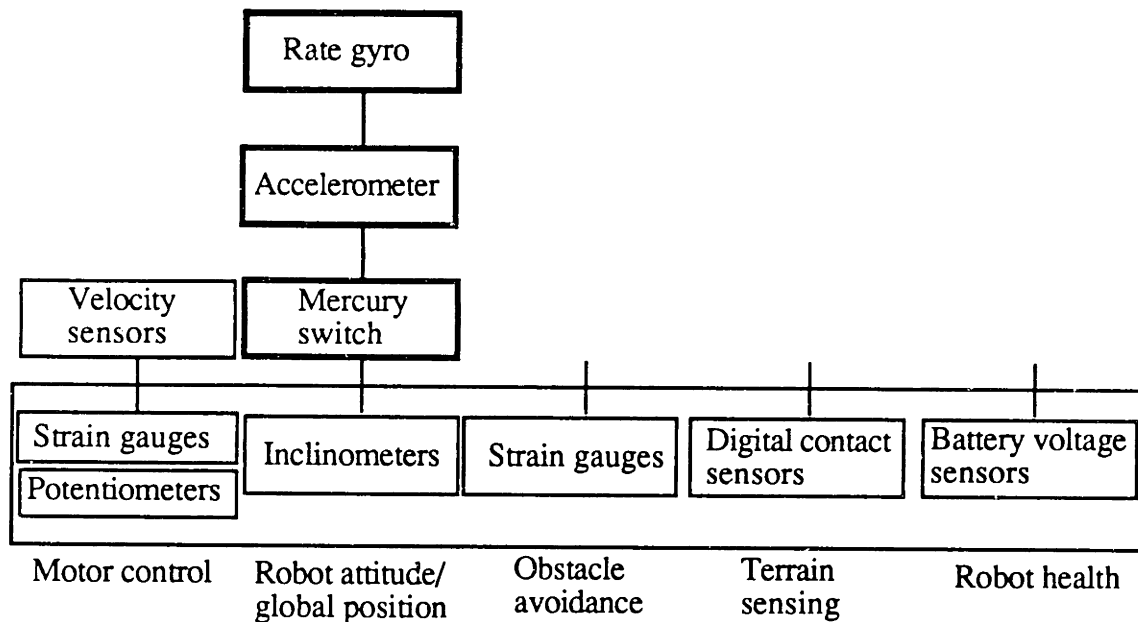 Rate gyro
Accelerometer
Velocity
sensors
Mercury
switch
Strain gauges
Potentiometers
Inclinometers
Strain gauges
Digital contact
sensors
Battery voltage
sensors
Motor control
Robot attitude/
global position
Obstacle
avoidance
Terrain
sensing
Robot health